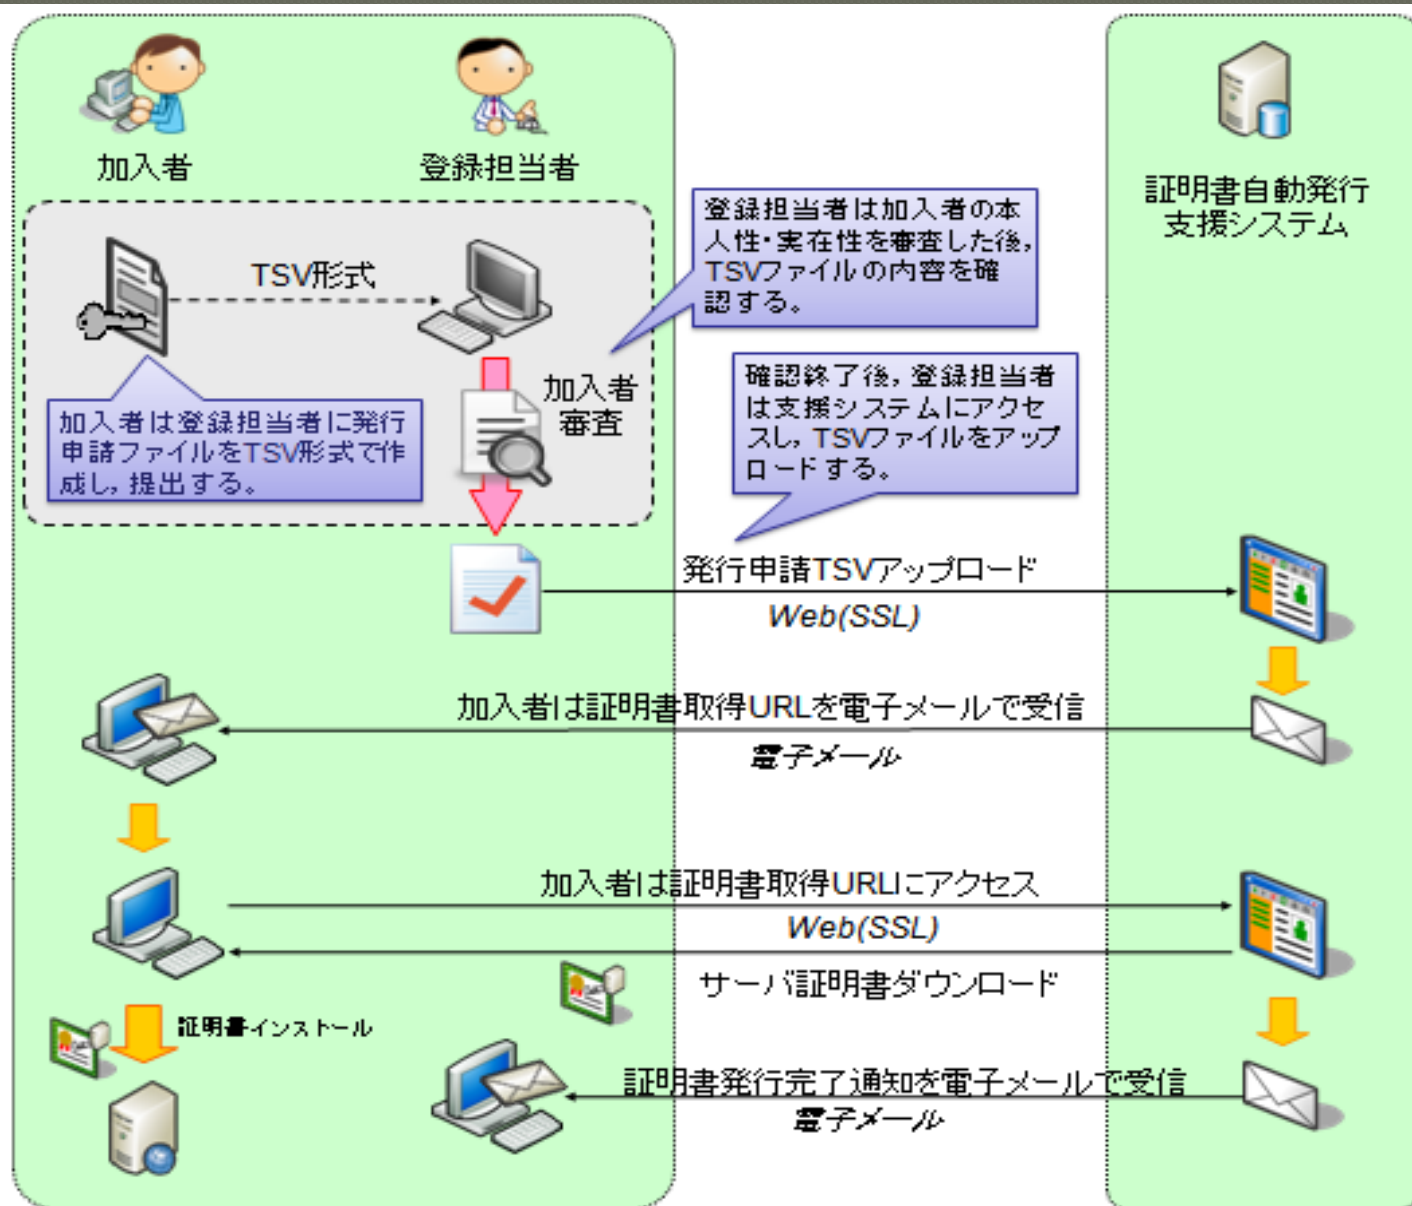 加入者
登録担当者
証明書自動発行
支援システム
登録担当者は加入者の本
人性・実在性を審査した後,
TSVファイルの内容を確
認する。
TSV形式
加入者
審査
確認終了後, 登録担当者
は支援システムにアクセ
スし, TSVファイルをアップ
ロードする。
加入者は登録担当者に発行
申請ファイルをTSV形式で作
成し, 提出する。
発行申請TSVアップロード
Web(SSL)
加入者は証明書取得URLを電子メールで受信
電子メール
加入者は証明書取得URLにアクセス
Web(SSL)
サーバ証明書ダウンロード
証明書インストール
証明書発行完了通知を電子メールで受信
電子メール